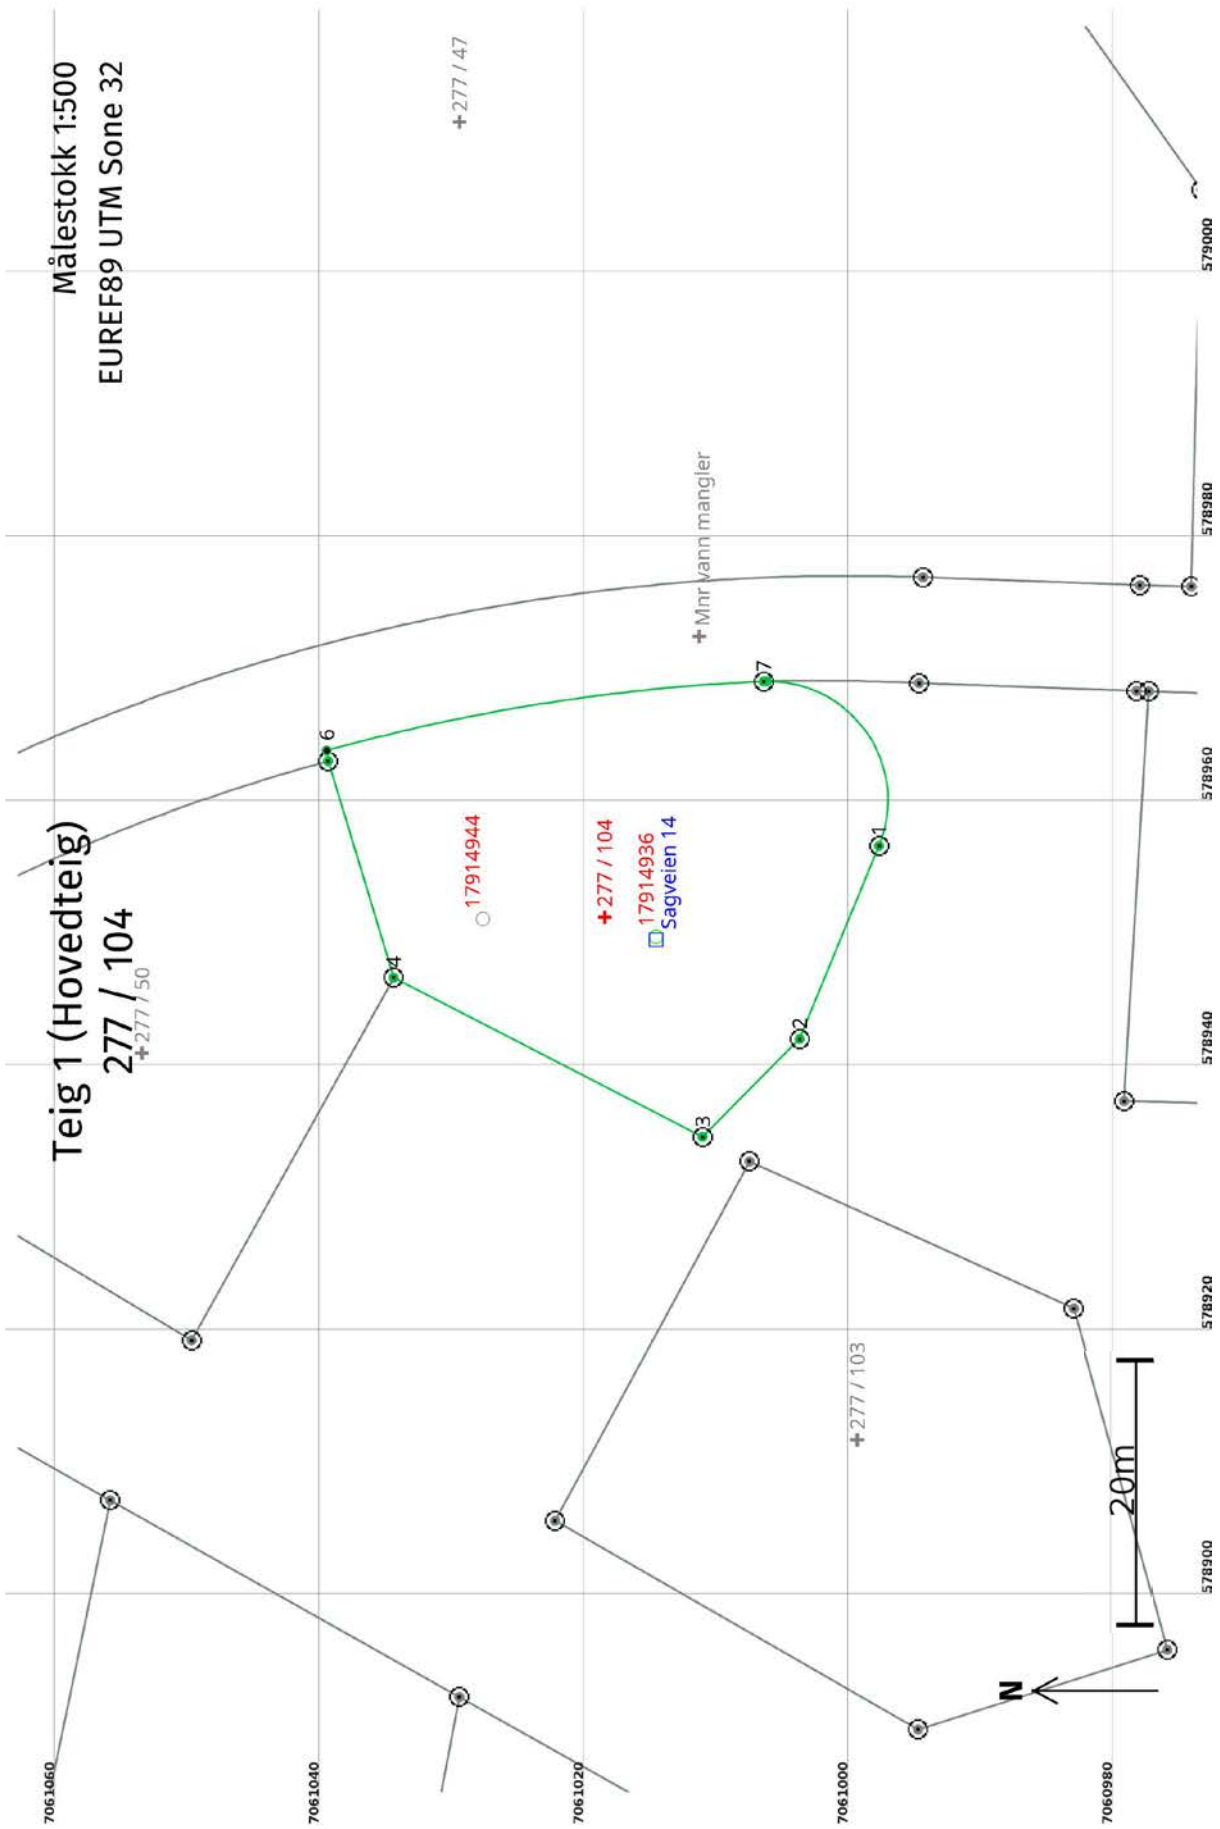 Teig 1 (Hovedteig)
277 / 104
Målestokk 1:500
EUREF89 UTM Sone 32
7061060
+277 / 50
7061040
6
4
+277 / 47
17914944
7061020
+277 / 104
17914936
Sagveien 14
3
+Mnr vann mangler
7
2
7061000
+277 / 103
1
N
7060980
20m
578900
578920
578940
578960
578980
579000